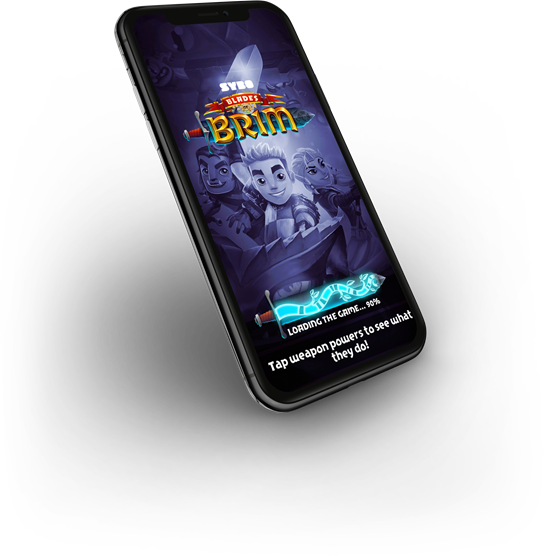 SYBO
BLADES
OF
BRIM
LOADING THE GAME... 90%
Tap weapon powers to see what
they do!